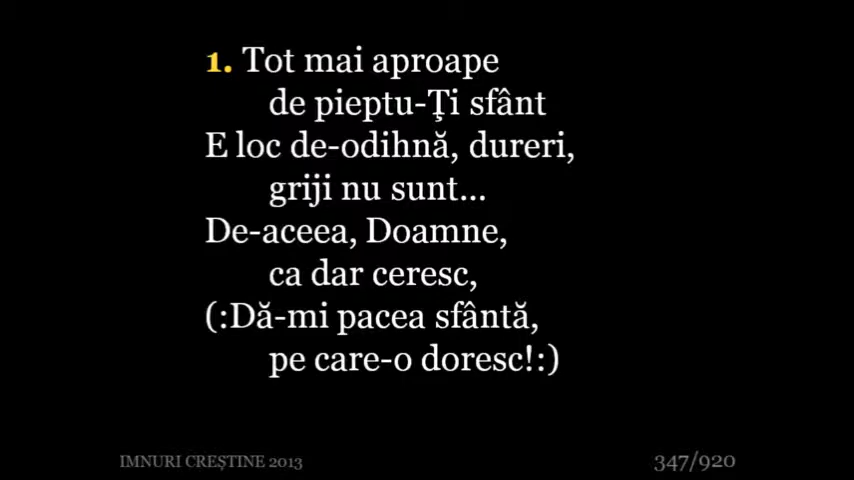 1. Tot mai aproape
de pieptu-Ţi sfânt
E loc de-odihnă, dureri,
griji nu sunt...
De-aceea, Doamne,
ca dar ceresc,
(:Dă-mi pacea sfântă,
pe care-o doresc!:)
IMNURI CREȘTINE 2013
347/920